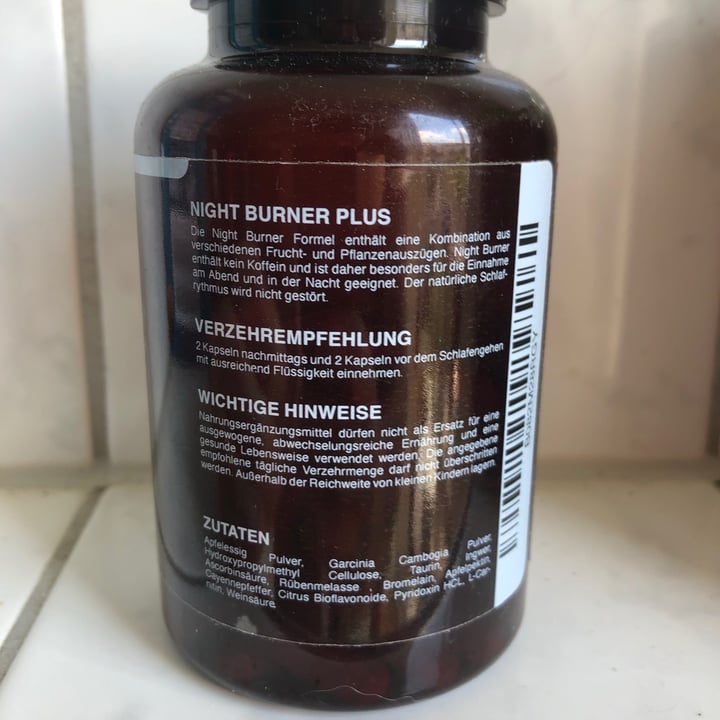 NIGHT BURNER PLUS
Die Night Burner Formel enthält eine Kombination aus
verschiedenen Frucht- und Pflanzenauszügen. Night Burner
enthält kein Koffein und ist daher besonders für die Einnahme
am Abend und in der Nacht geeignet. Der natürliche Schlaf-
rythmus wird nicht gestört.
VERZEHREMPFEHLUNG
2 Kapseln nachmittags und 2 Kapseln vor dem Schlafengehen
mit ausreichend Flüssigkeit einnehmen.
WICHTIGE HINWEISE
Nahrungsergänzungsmittel dürfen nicht als Ersatz für eine
ausgewogene, abwechselungsreiche Ernährung und eine
gesunde Lebensweise verwendet werden. Die angegebene
empfohlene tägliche Verzehrmenge darf nicht überschritten
werden. Außerhalb der Reichweite von kleinen Kindern lagern.
ZUTATEN
Apfelessig Pulver, Garcinia Cambogia Pulver,
Hydroxypropylmethyl Cellulose, Taurin, Ingwer,
Ascorbinsäure, Rübenmelasse Bromelain, Apfelpektin,
Cayennepfeffer, Citrus Bioflavonoide, Pyridoxin HCL, L-Car-
nitin, Weinsäure